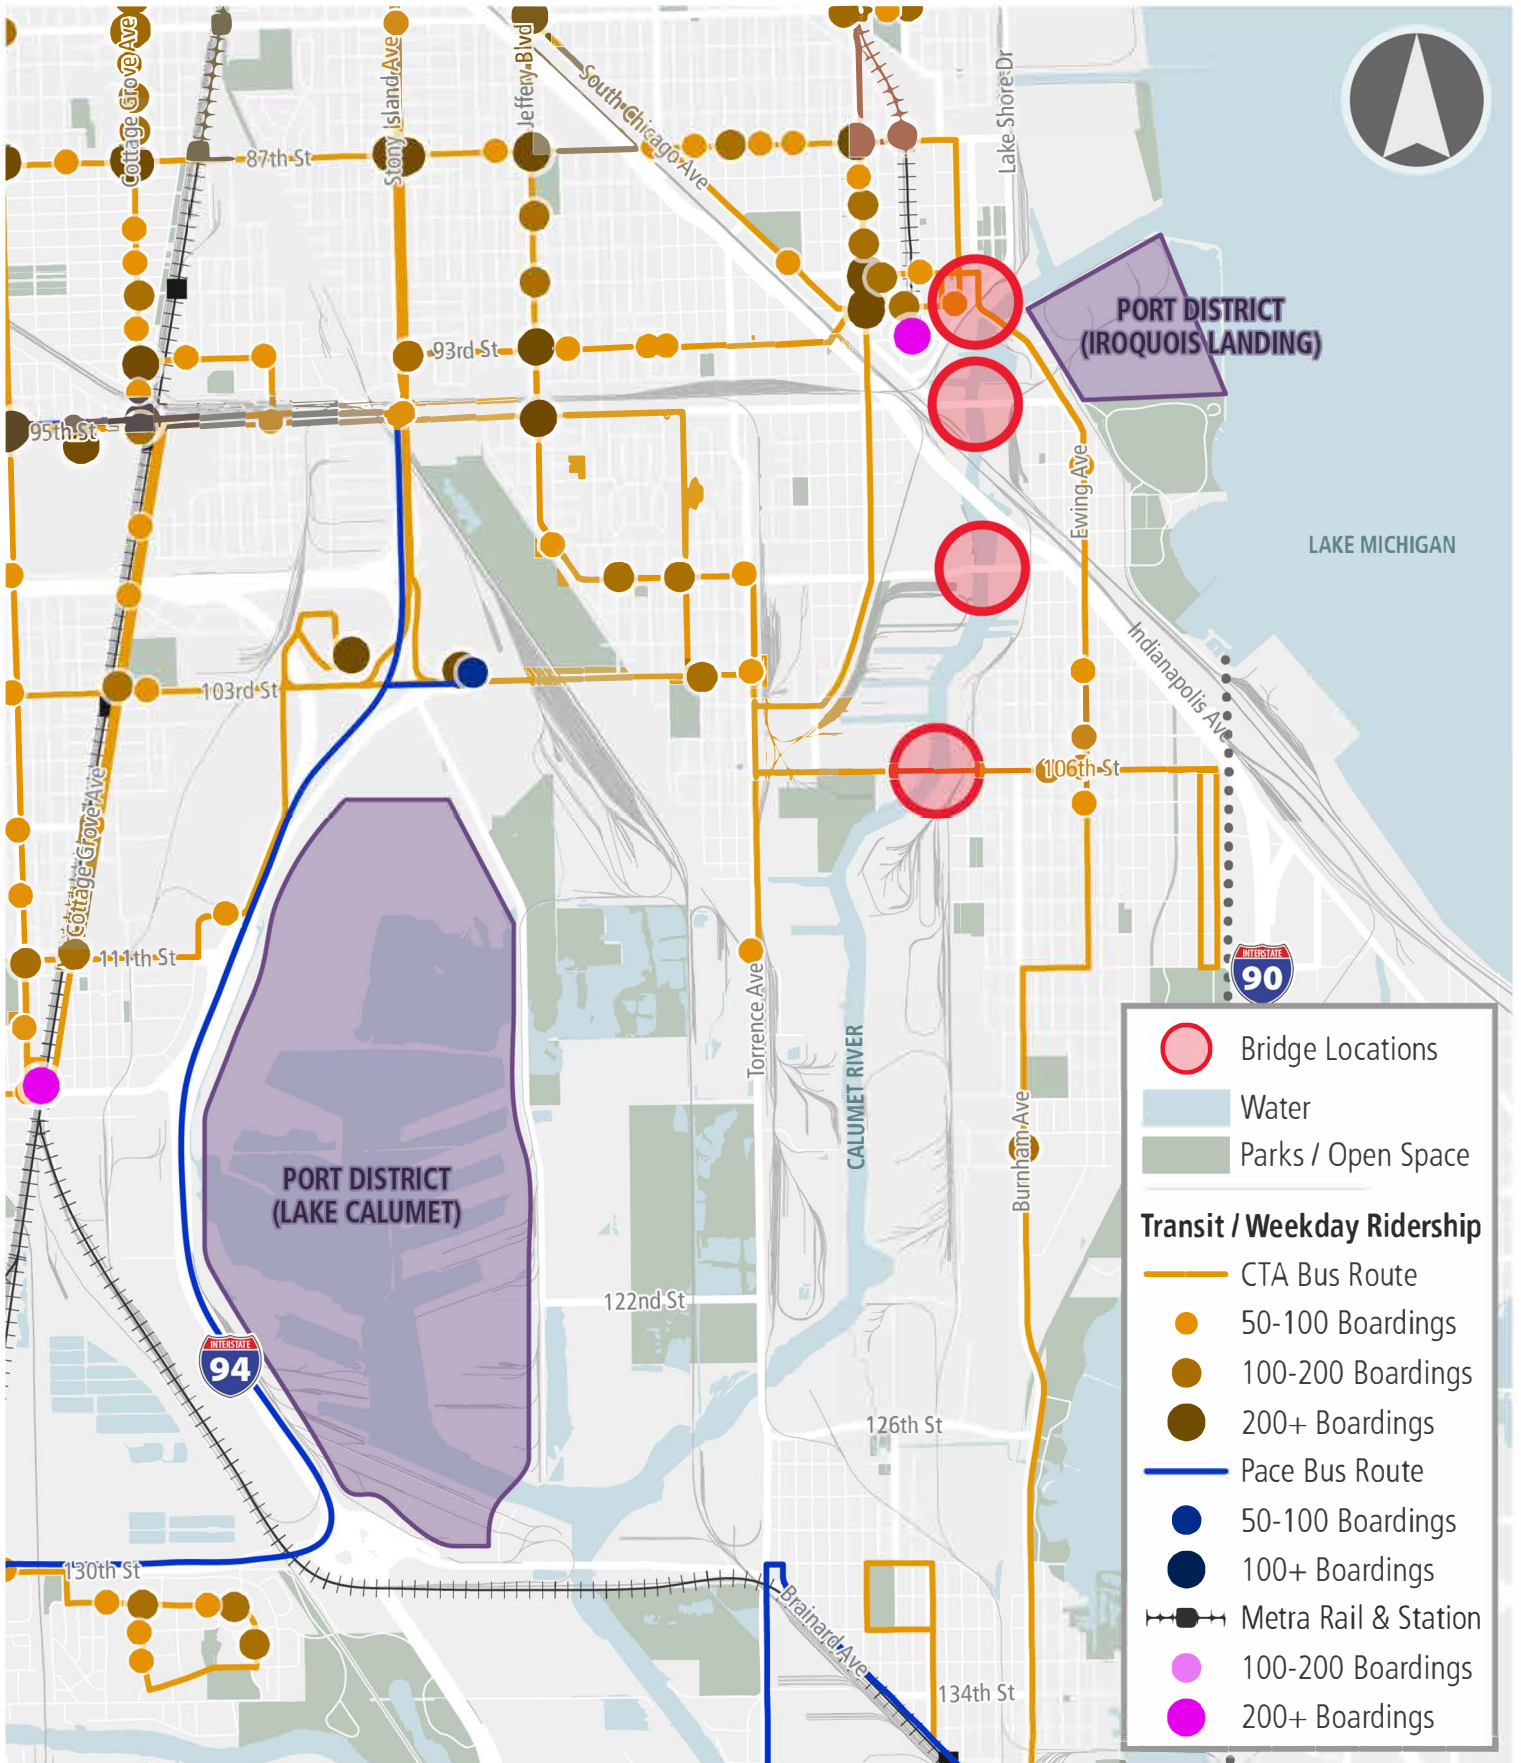 Cottage Grove Ave
Stony Island Ave
Jeffery Blvd
South Chicago Ave
Lake Shore Dr
87th St
PORT DISTRICT
(IROQUOIS LANDING)
93rd St
95th St
Ewing Ave
LAKE MICHIGAN
Indianapolis Ave
103rd St
106th St
Cottage Grove Ave
111th St
Torrence Ave
INTERSTATE
90
CALUMET RIVER
Burnham Ave
PORT DISTRICT
(LAKE CALUMET)
122nd St
INTERSTATE
94
126th St
130th St
Brainard Ave
134th St
Bridge Locations
Water
Parks / Open Space
Transit / Weekday Ridership
CTA Bus Route
50-100 Boardings
100-200 Boardings
200+ Boardings
Pace Bus Route
50-100 Boardings
100+ Boardings
Metra Rail & Station
100-200 Boardings
200+ Boardings